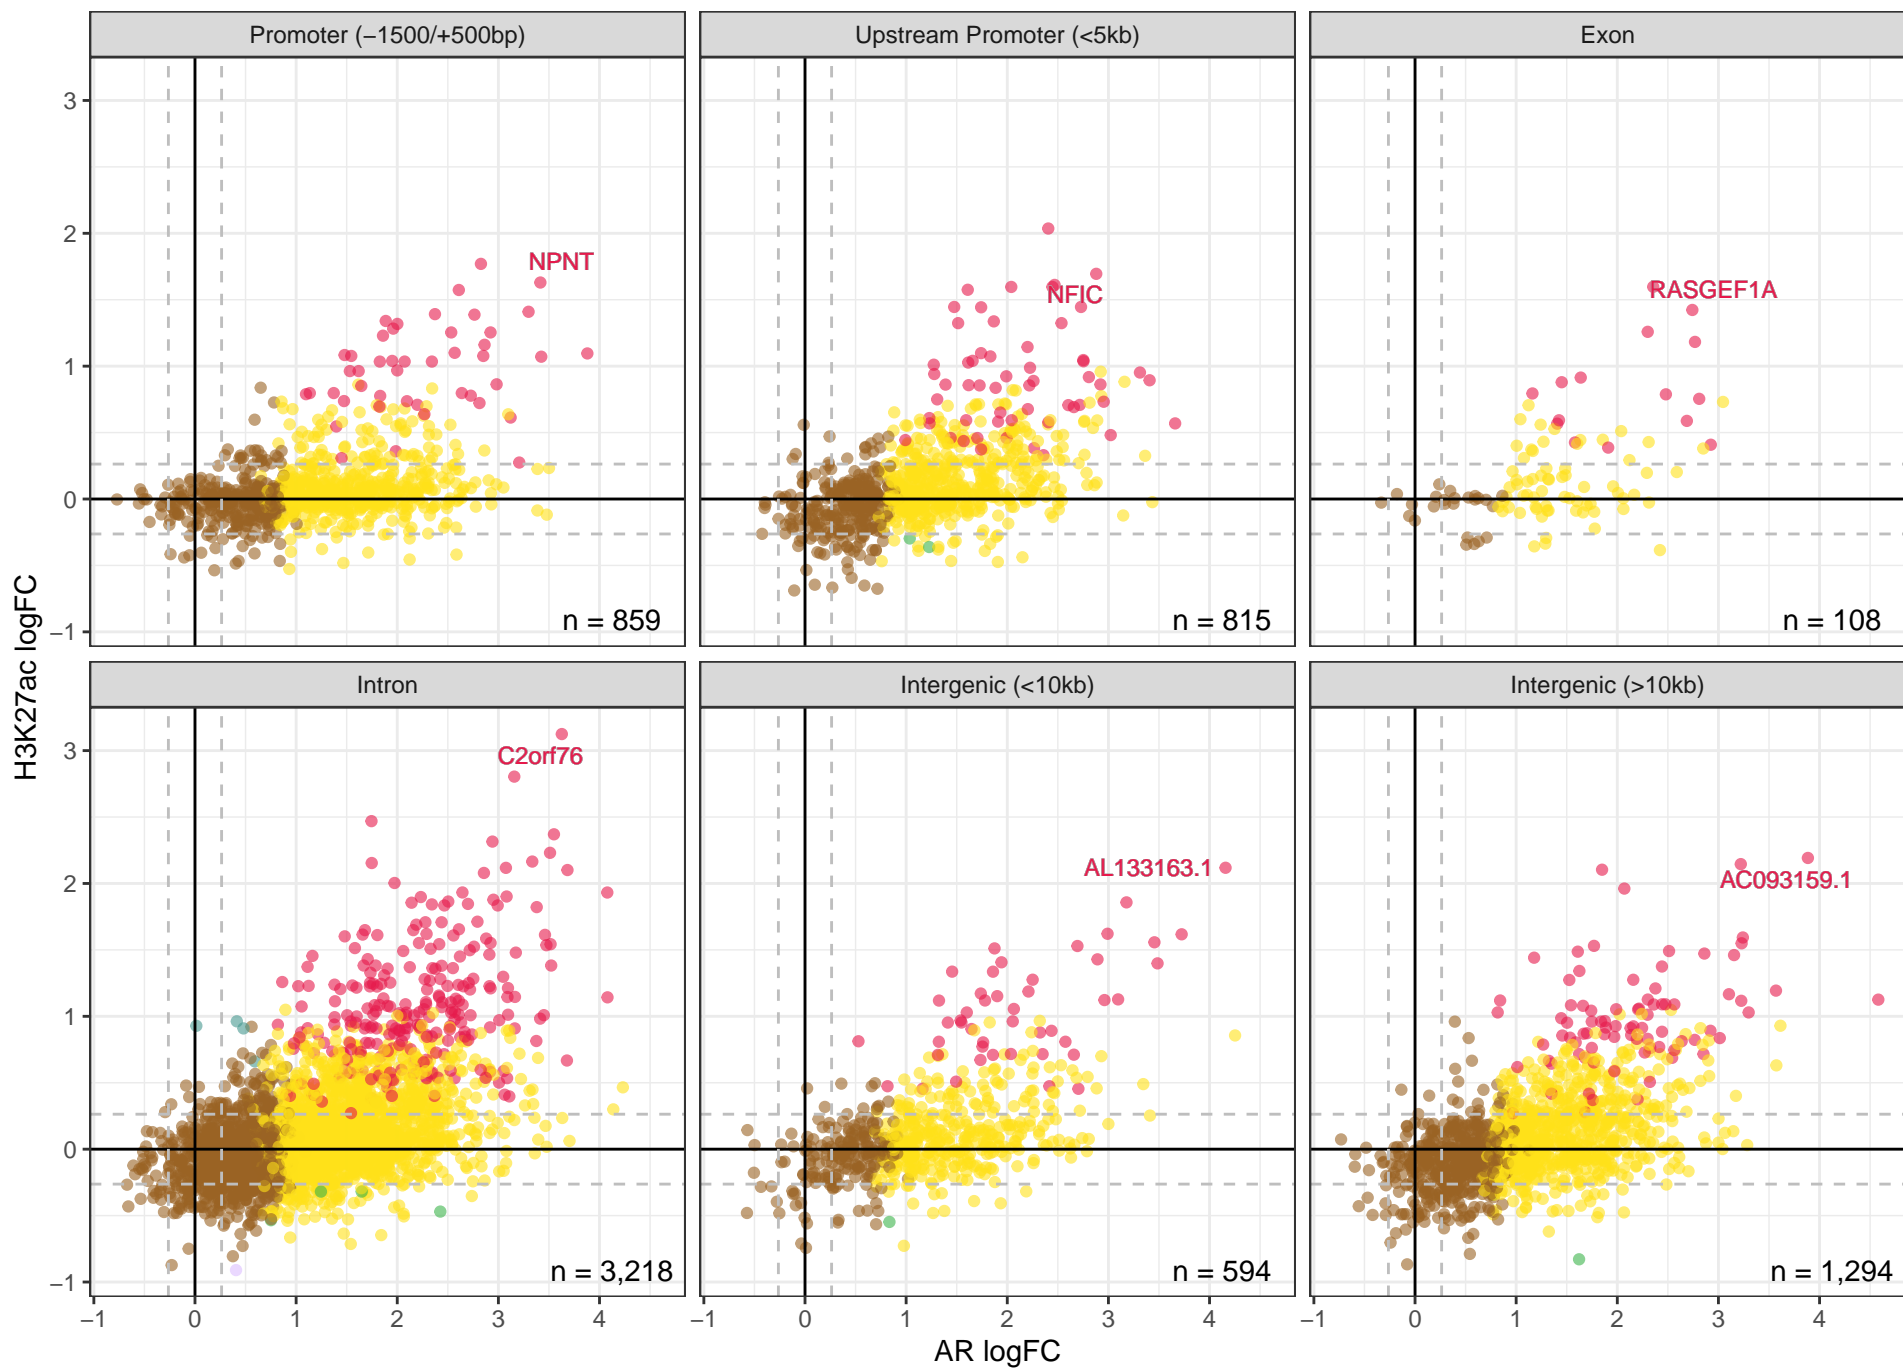 Promoter (−1500/+500bp)
Upstream Promoter (<5kb)
Exon
3
2
1
0
−1
NPNT
n = 859
NFIC
n = 815
RASGEF1A
n = 108
H3K27ac logFC
Intron
Intergenic (<10kb)
Intergenic (>10kb)
3
2
1
0
−1
C2orf76
n = 3,218
AL133163.1
n = 594
AC093159.1
n = 1,294
−1 0 1 2 3 4
−1 0 1 2 3 4
−1 0 1 2 3 4
AR logFC